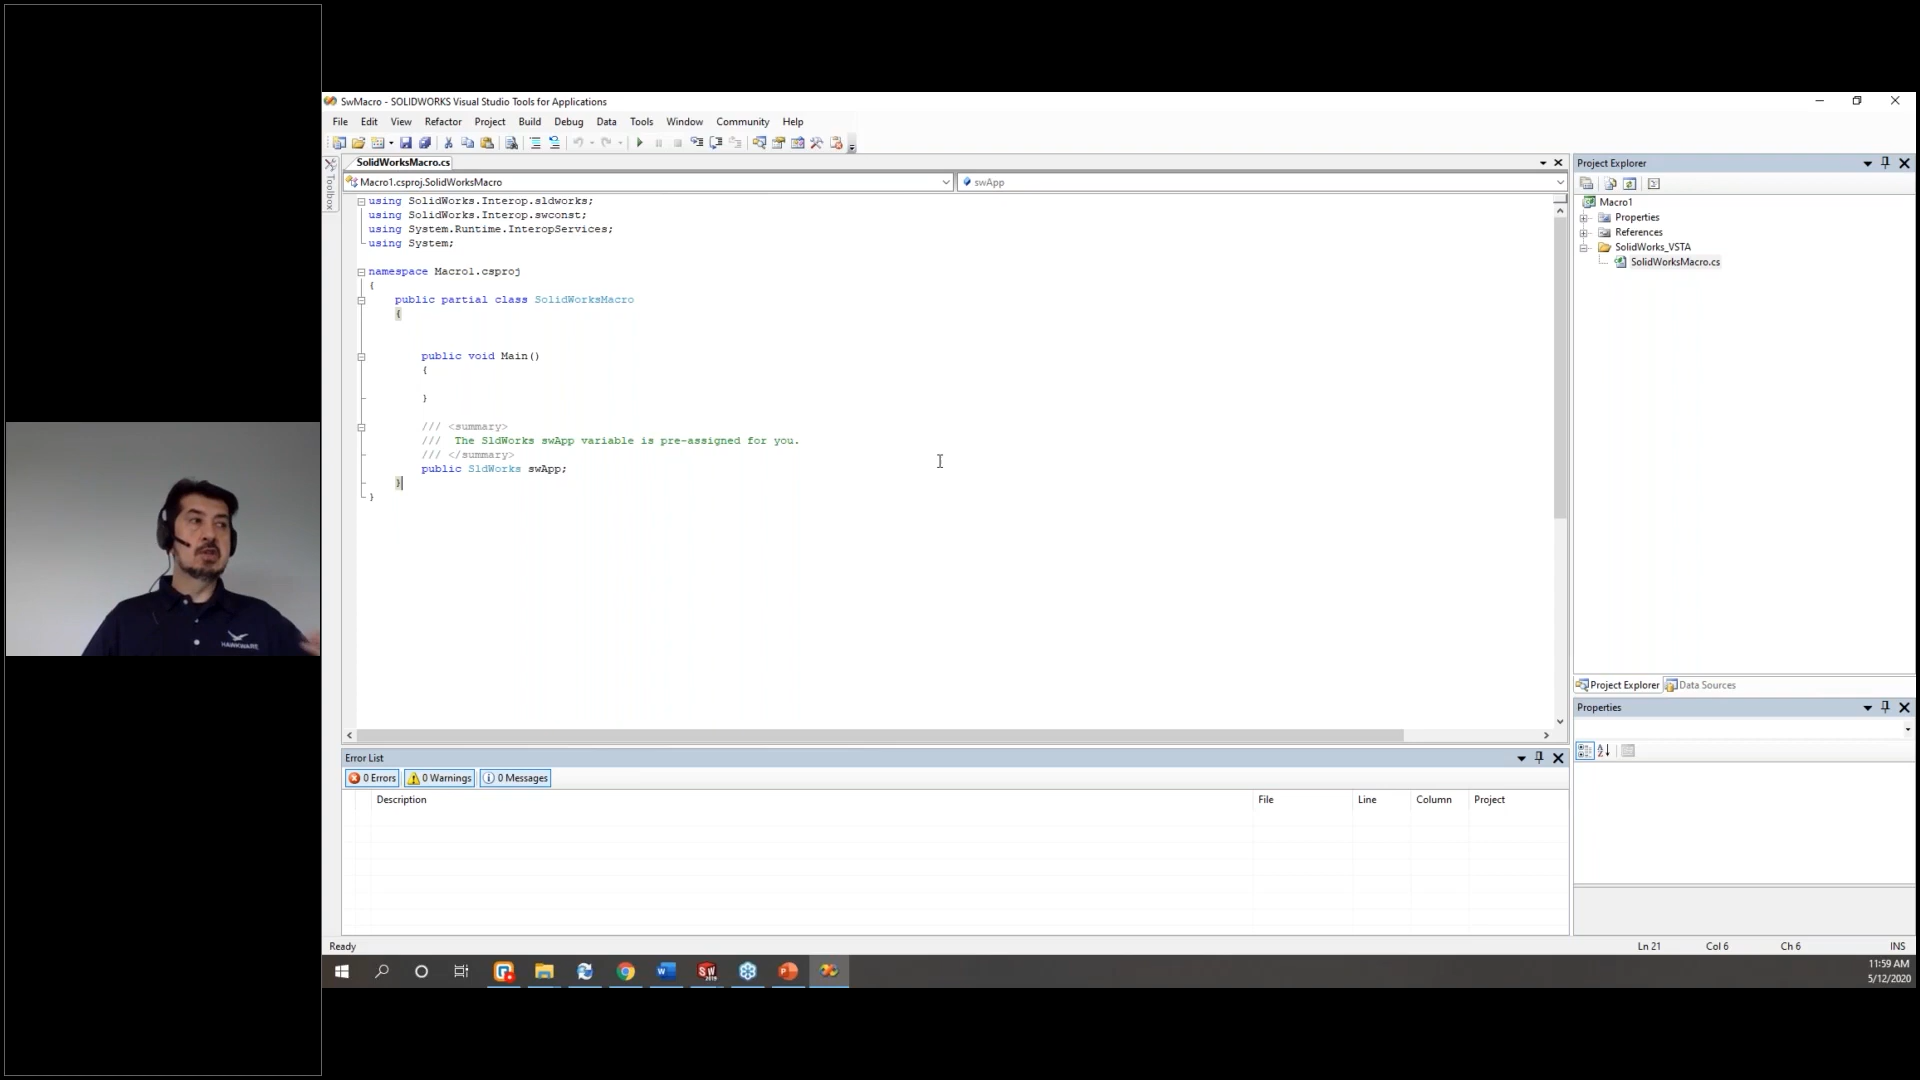 SwMacro - SOLIDWORKS Visual Studio Tools for Applications
File Edit View Refactor Project Build Debug Data Tools Window Community Help
SolidWorksMacro.cs
Macro1.csproj.SolidWorksMacro
swApp
Toolbox
using SolidWorks.Interop.sldworks;
using SolidWorks.Interop.swconst;
using System.Runtime.InteropServices;
using System;
namespace Macro1.csproj
{
public partial class SolidWorksMacro
{
public void Main()
{
}
/// <summary>
/// The SldWorks swApp variable is pre-assigned for you.
/// </summary>
public SldWorks swApp;
}
}
Project Explorer
Macro1
Properties
References
SolidWorks_VSTA
SolidWorksMacro.cs
Project Explorer Data Sources
Properties
Error List
0 Errors 0 Warnings 0 Messages
Description File Line Column Project
Ready Ln 21 Col 6 Ch 6 INS
11:59 AM
5/12/2020
HAWKWARE